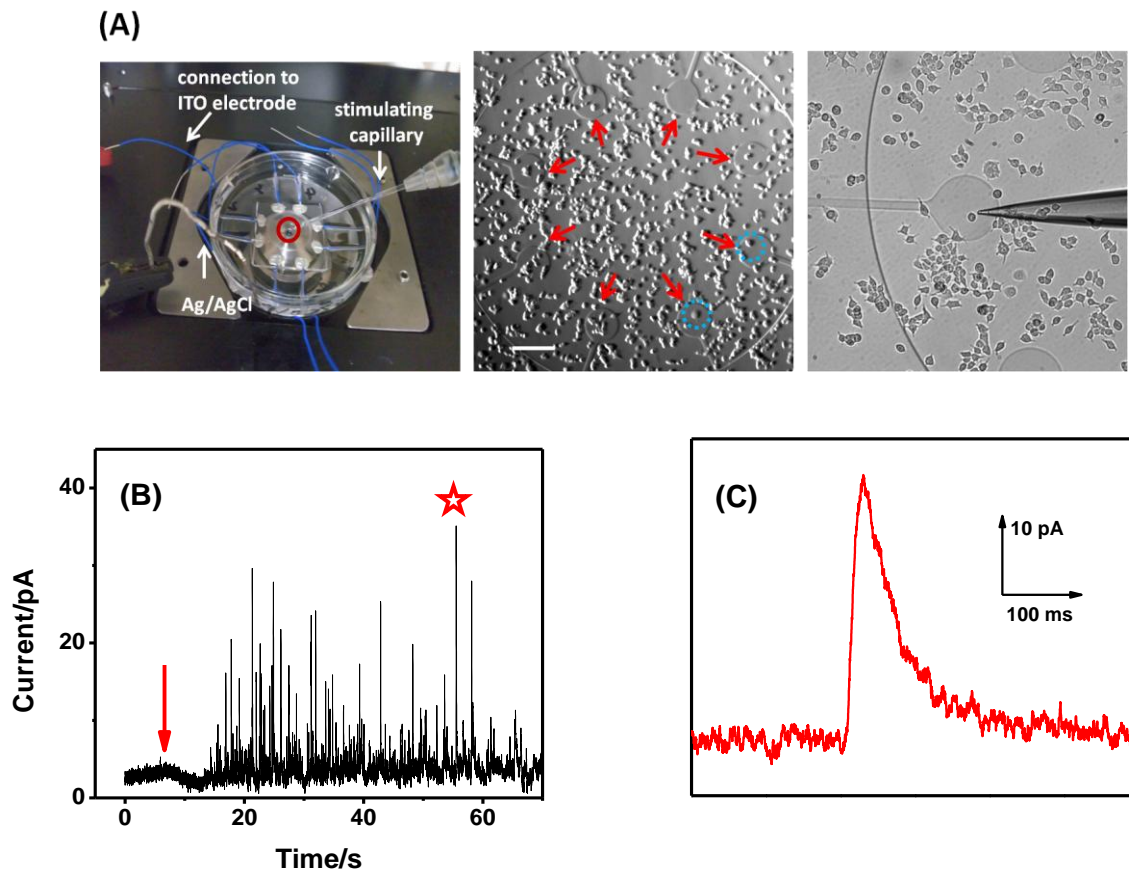 (A)
connection to
ITO electrode
stimulating
capillary
Ag/AgCl
(B)
40
20
0
Current/pA
0
20
40
60
Time/s
(C)
10 pA
100 ms